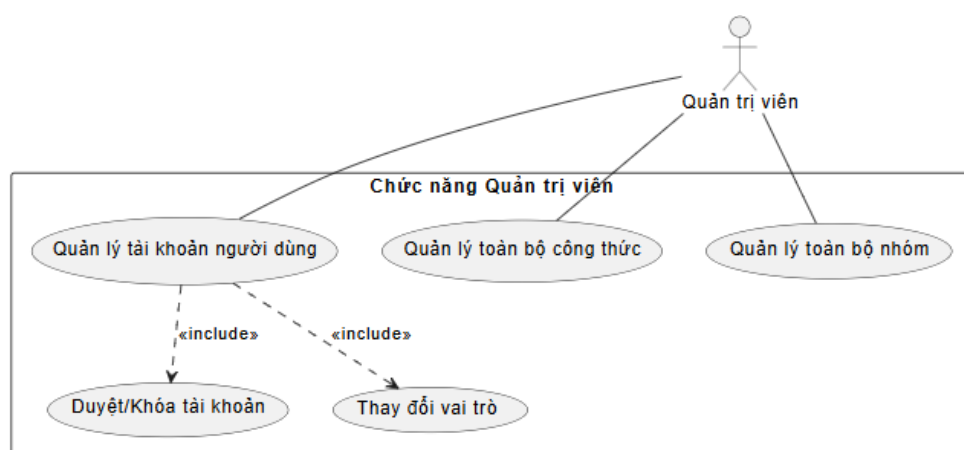 Quản trị viên
Chức năng Quản trị viên
Quản lý tài khoản người dùng
Quản lý toàn bộ công thức
Quản lý toàn bộ nhóm
«include»
«include»
Duyệt/Khóa tài khoản
Thay đổi vai trò